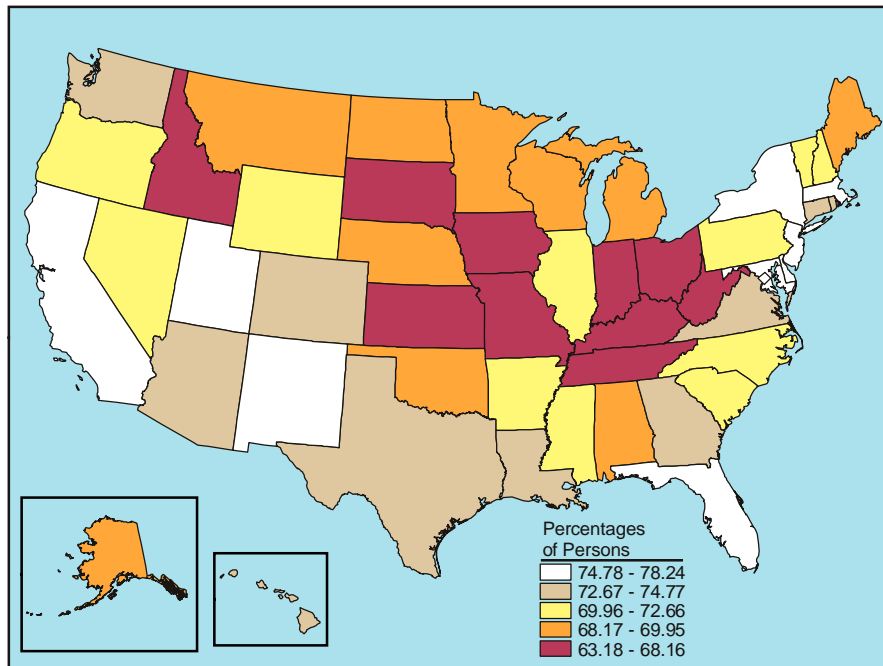 Percentages
of Persons
74.78 - 78.24
72.67 - 74.77
69.96 - 72.66
68.17 - 69.95
63.18 - 68.16